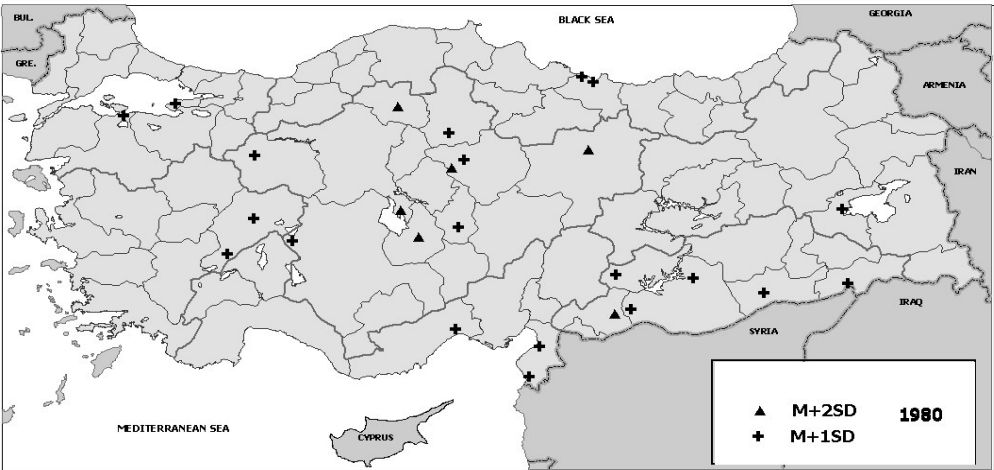 BUL.
BLACK SEA
GEORGIA
GRE.
ARMENIA
IRAN
IRAQ
SYRIA
M+2SD
1980
M+1SD
MEDITERRANEAN SEA
CYPRUS